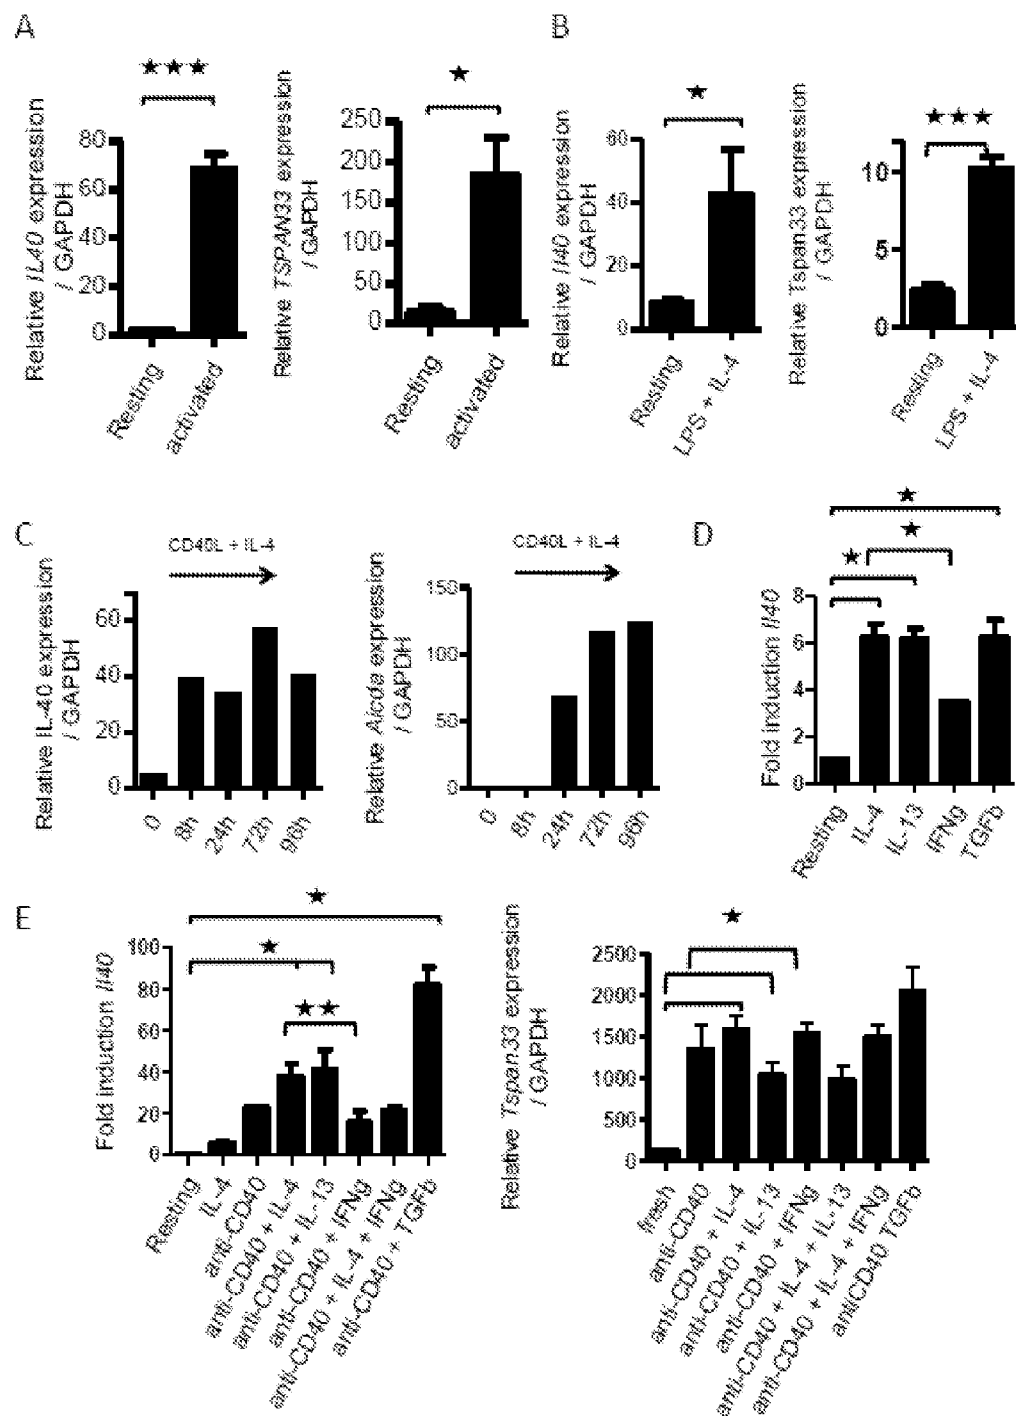 A
★★★
Relative IL40 expression
/ GAPDH
80
60
40
20
0
Resting
activated
★
Relative TSPAN33 expression
/ GAPDH
250
200
150
100
50
0
Resting
activated
B
★
Relative Il40 expression
/ GAPDH
60
40
20
0
Resting
LPS + IL-4
★★★
Relative Tspan33 expression
/ GAPDH
10
5
0
Resting
LPS + IL-4
C
CD40L + IL-4
Relative IL-40 expression
/ GAPDH
60
40
20
0
0
8h
24h
72h
96h
CD40L + IL-4
Relative Aicda expression
/ GAPDH
150
100
50
0
0
8h
24h
72h
96h
D
★
★
★
Fold induction Il40
8
6
4
2
0
Resting
IL-4
IL-13
IFNg
TGFb
E
★
★
★★
Fold induction Il40
100
80
60
40
20
0
Resting
IL-4
anti-CD40
anti-CD40 + IL-4
anti-CD40 + IL-13
anti-CD40 + IFNg
anti-CD40 + IL-4 + IFNg
anti-CD40 + TGFb
★
Relative Tspan33 expression
/ GAPDH
2500
2000
1500
1000
500
0
fresh
anti-CD40
anti-CD40 + IL-4
anti-CD40 + IL-13
anti-CD40 + IFNg
anti-CD40 + IL-4 + IL-13
anti-CD40 + IL-4 + IFNg
antiCD40 TGFb